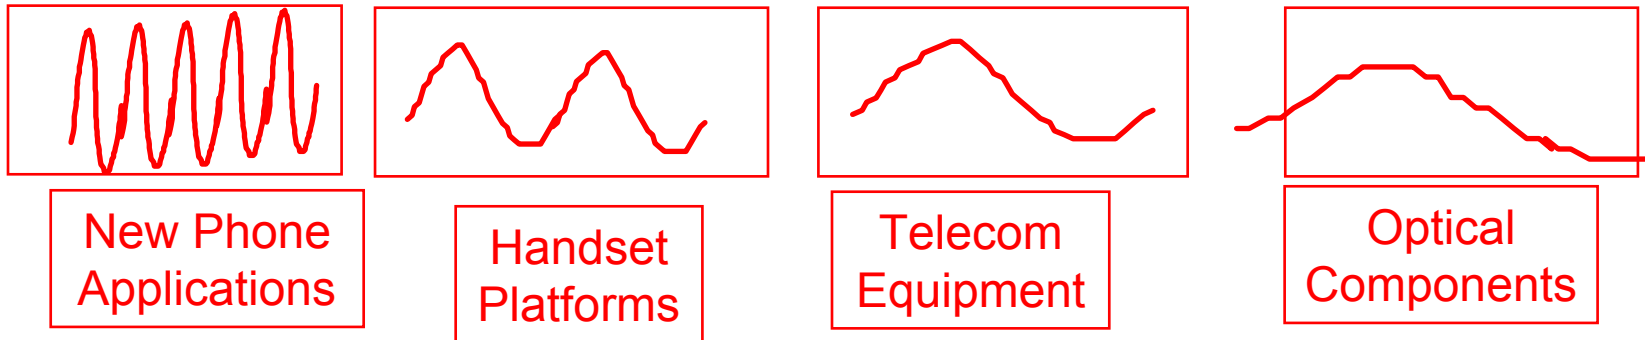 New Phone
Applications
Handset
Platforms
Telecom
Equipment
Optical
Components